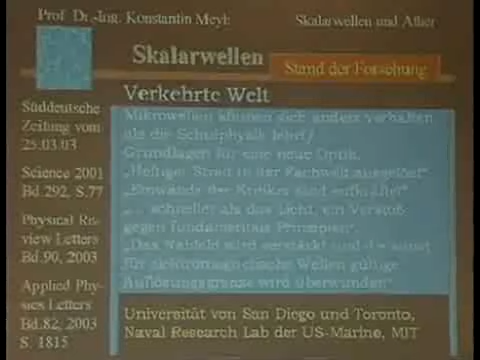 Prof. Dr.-Ing. Konstantin Meyl:
Skalarwellen und Äther
Skalarwellen
Stand der Forschung
Verkehrte Welt
Süddeutsche
Zeitung vom
25.03.03
Science 2001
Bd.292, S.77
Physical Re-
view Letters
Bd.90, 2003
Applied Phy-
sics Letters
Bd.82, 2003
S. 1815
Mikrowellen können sich anders verhalten
als die Schulphysik lehrt /
Grundlagen für eine neue Optik.
„Heftiger Streit in der Fachwelt ausgelöst“
„Einwände der Kritiker sind entkräftet“
„... schneller als das Licht, ein Verstoß
gegen fundamentale Prinzipien“.
„Das Nahfeld wird verstärkt und die sonst
für elektromagnetische Wellen gültige
Auflösungsgrenze wird überwunden“
Universität von San Diego und Toronto,
Naval Research Lab der US-Marine, MIT